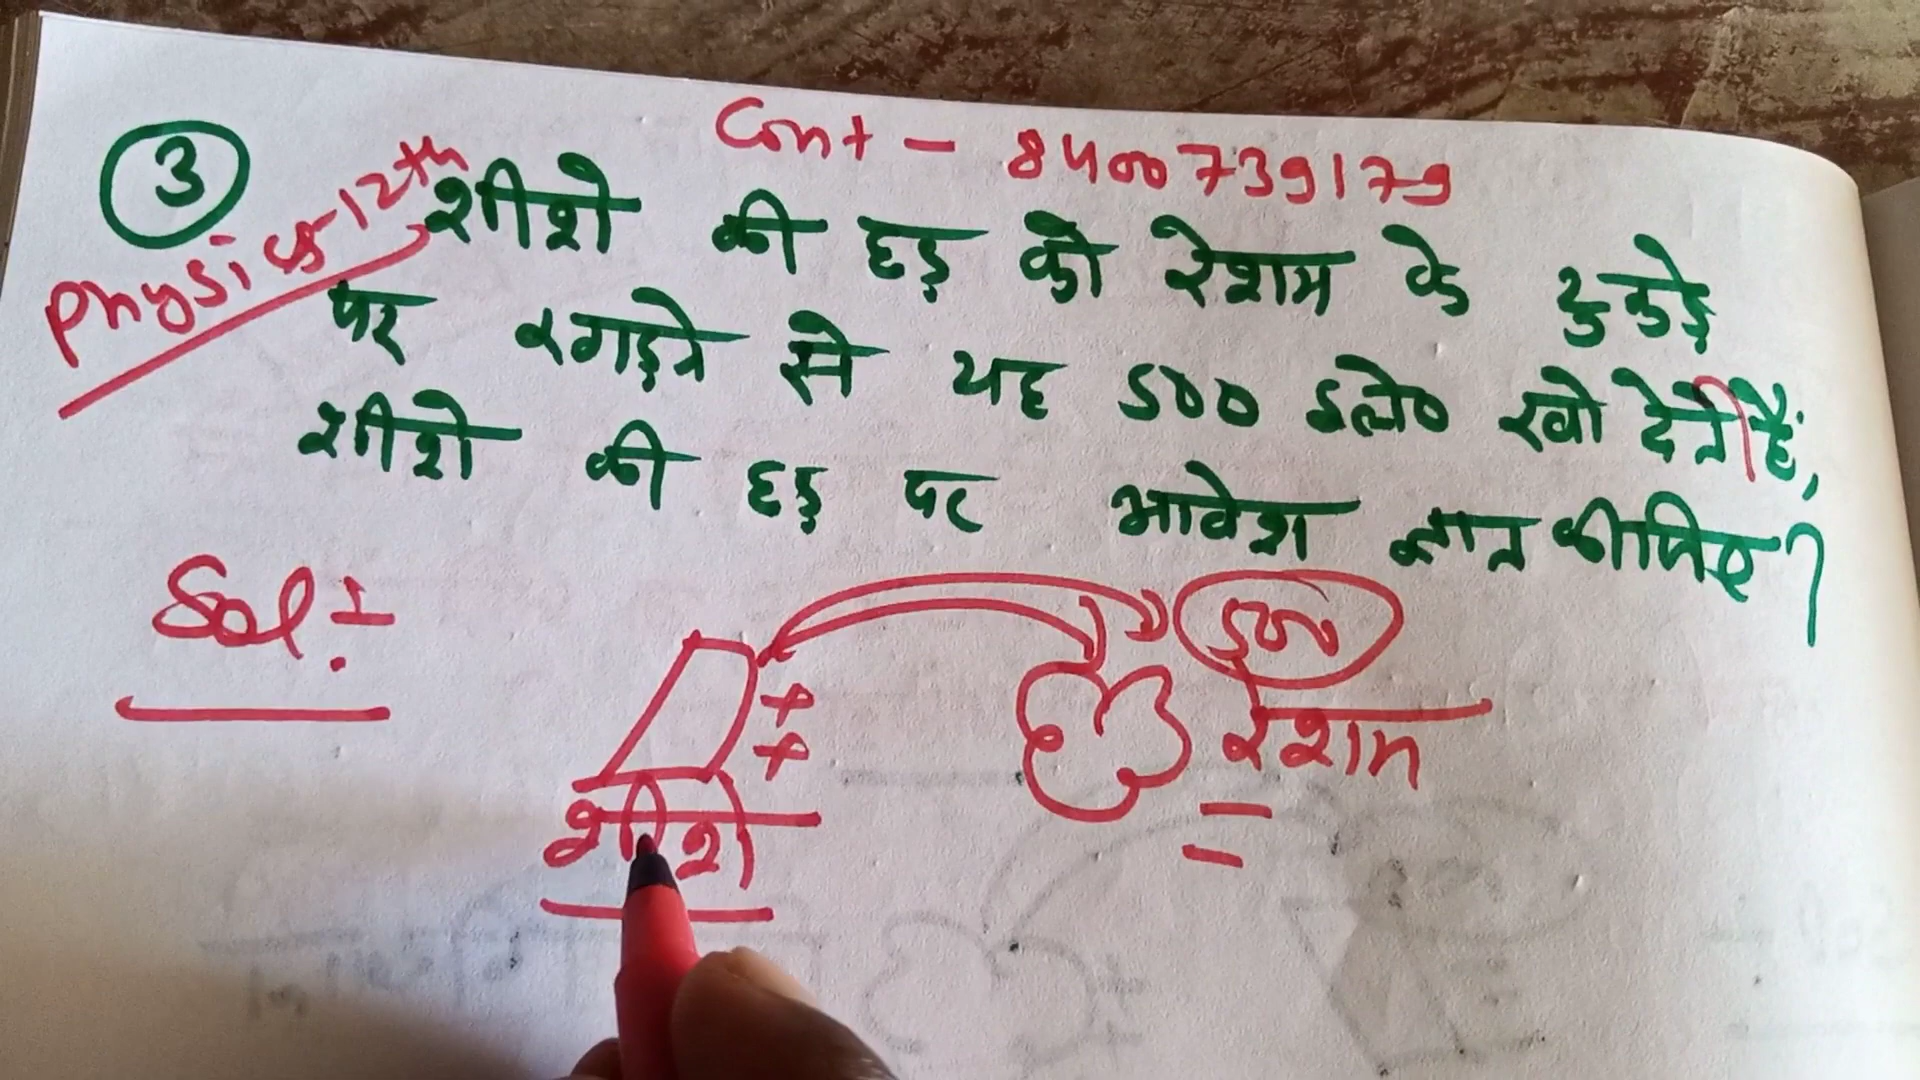 Cont - 8400739179
3
Physics-12th
शीशे की छड़ को रेशम के टुकड़े
पर रगड़ने से यह 500 इले० खो देती है,
शीशे की छड़ पर आवेश ज्ञात कीजिए?
Sol :-
500
+
+
रेशम
शीशे